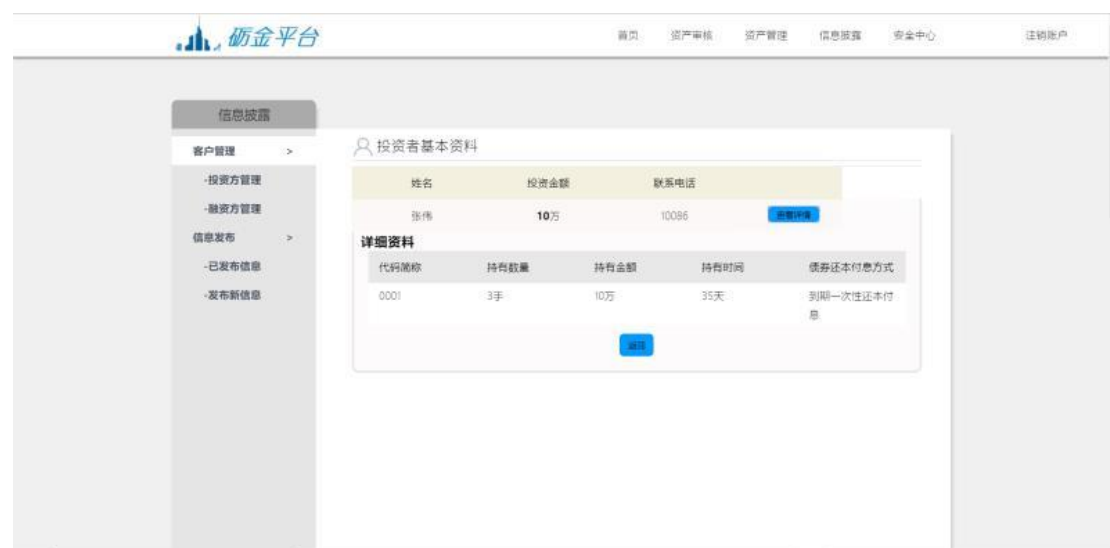 砺金平台
首页 资产审核 资产管理 信息披露 安全中心 注销账户
信息披露
客户管理 >
-投资方管理
-融资方管理
信息发布 >
-已发布信息
-发布新信息
投资者基本资料
姓名 投资金额 联系电话
张伟 10万 10086 查看详情
详细资料
代码简称 持有数量 持有金额 持有时间 债券还本付息方式
0001 3手 10万 35天 到期一次性还本付
息
返回